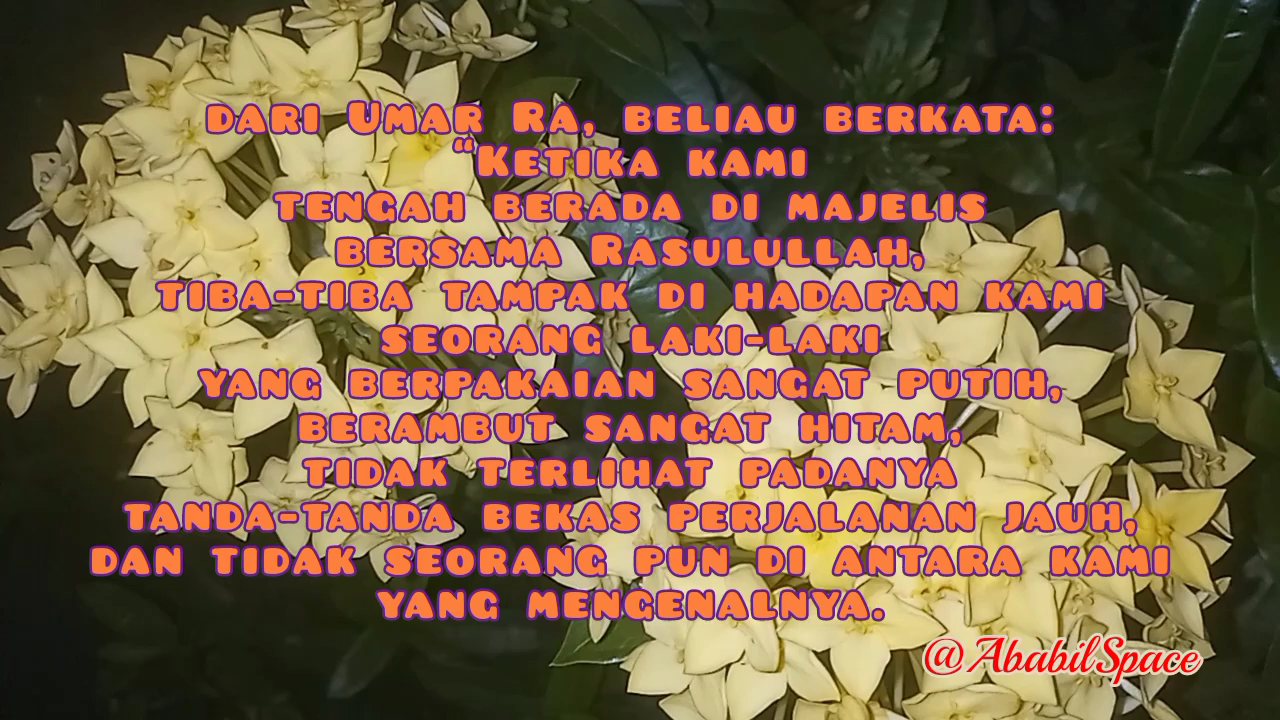 dari Umar Ra, beliau berkata:
“Ketika kami
tengah berada di majelis
bersama Rasulullah,
tiba-tiba tampak di hadapan kami
seorang laki-laki
yang berpakaian sangat putih,
berambut sangat hitam,
tidak terlihat padanya
tanda-tanda bekas perjalanan jauh,
dan tidak seorang pun di antara kami
yang mengenalnya.
@AbabilSpace